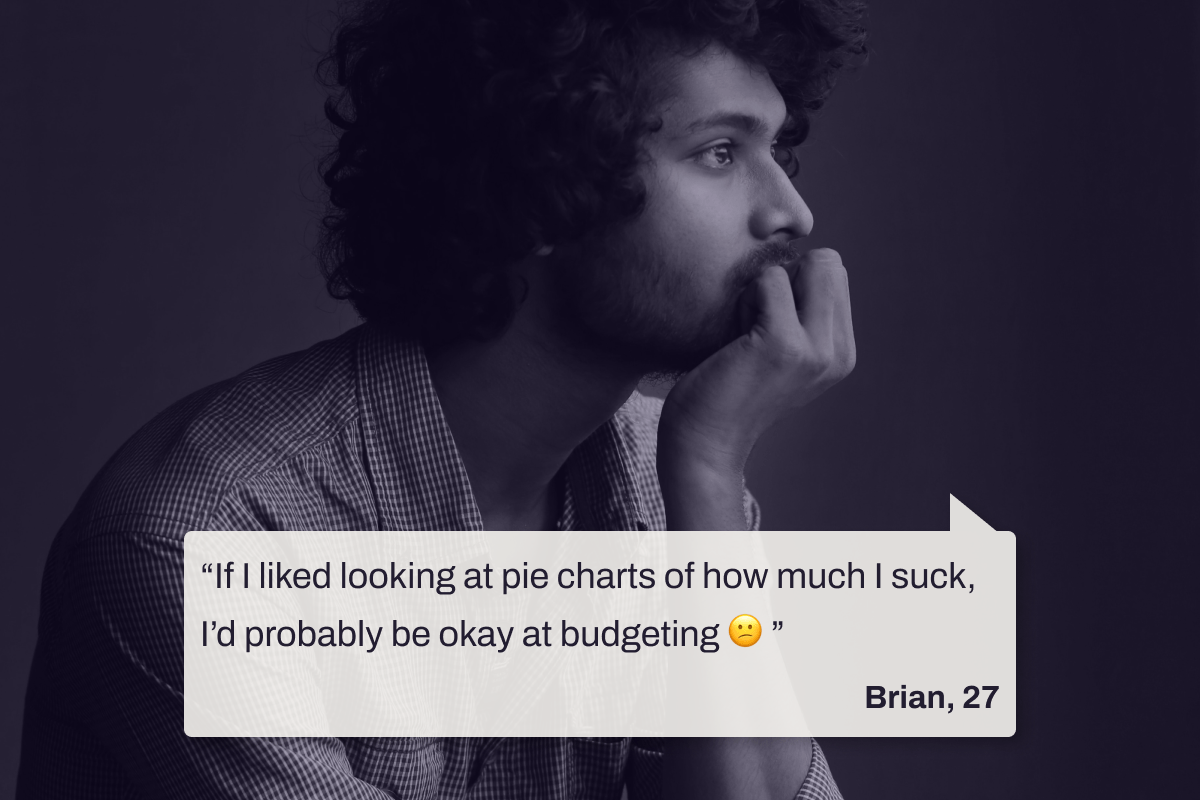 “If I liked looking at pie charts of how much I suck,
I’d probably be okay at budgeting 😕 ”
Brian, 27